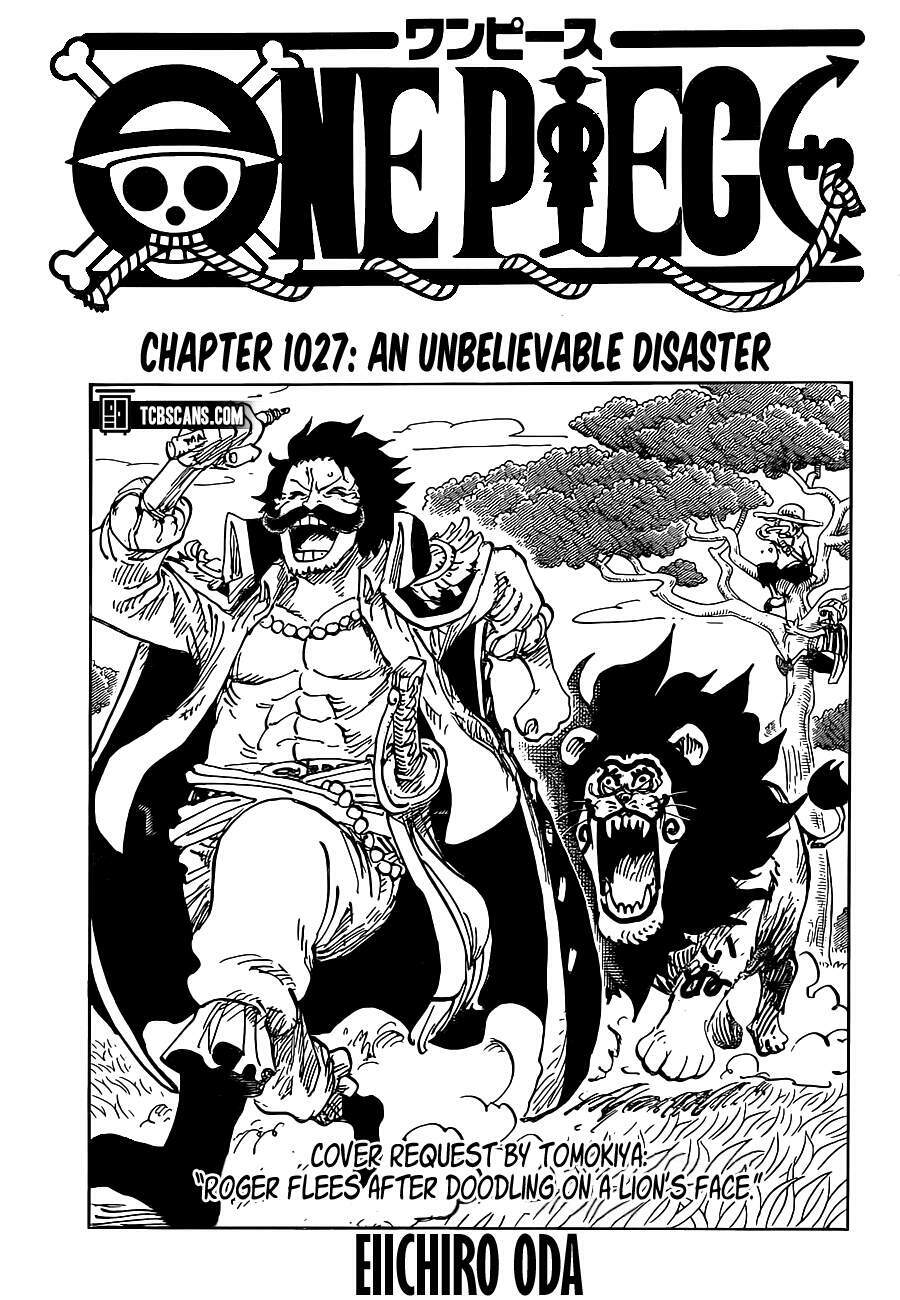 ワンピース
ONE PIECE
CHAPTER 1027: AN UNBELIEVABLE DISASTER
TCBSCANS.COM
COVER REQUEST BY TOMOKIYA:
"ROGER FLEES AFTER DOODLING ON A LION'S FACE."
EIICHIRO ODA